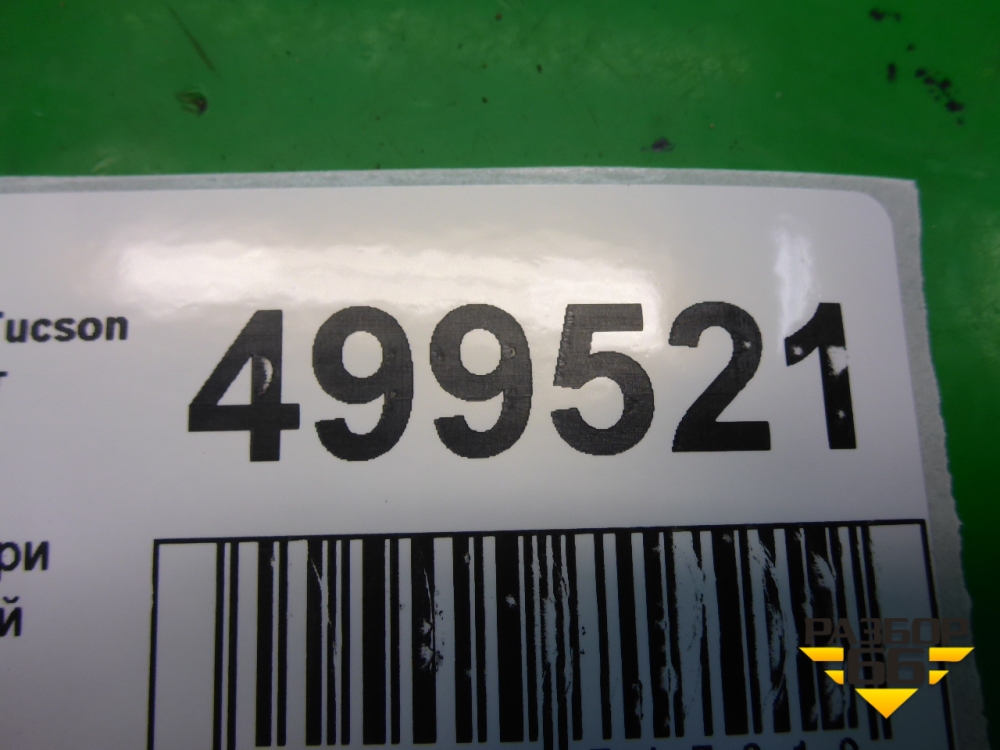 Tucson
499521
ри
й
РАЗБОР
66